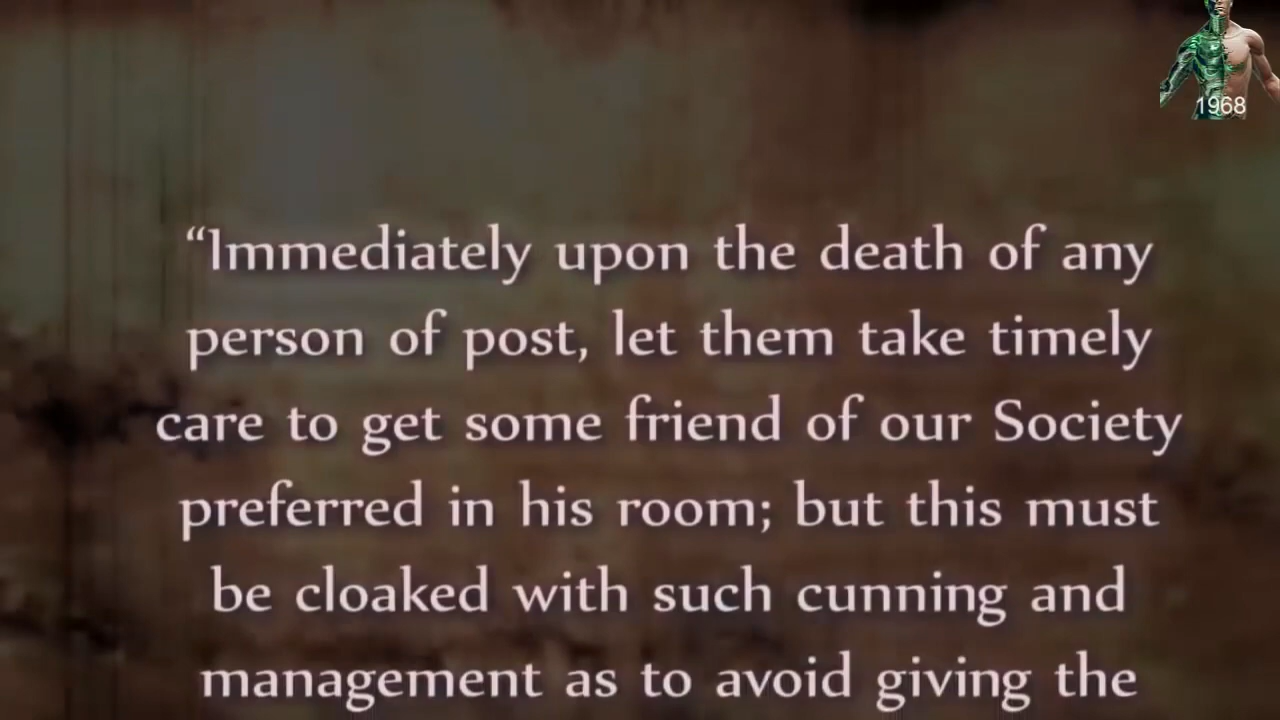 1968
“Immediately upon the death of any
person of post, let them take timely
care to get some friend of our Society
preferred in his room; but this must
be cloaked with such cunning and
management as to avoid giving the